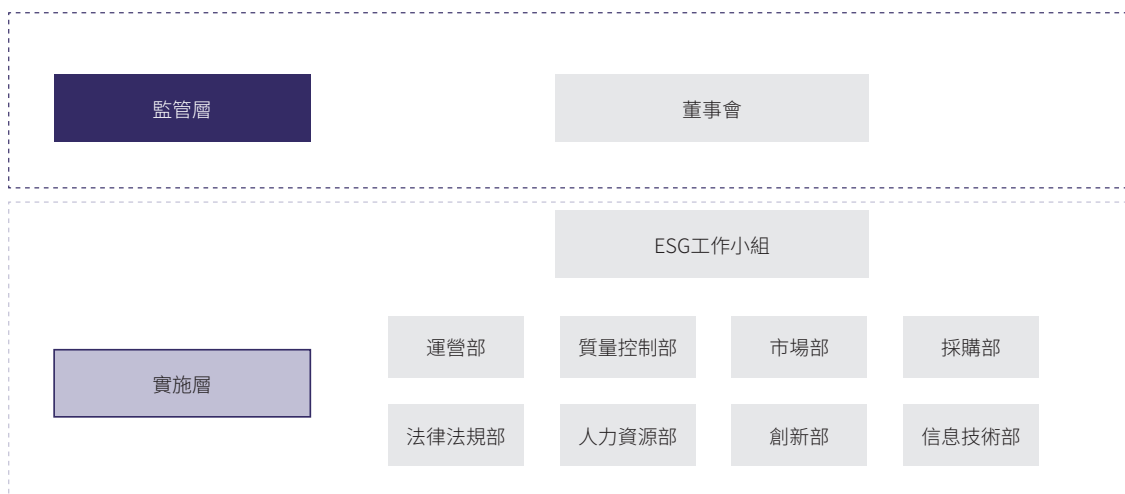 監管層
董事會
ESG工作小組
實施層
運營部
質量控制部
市場部
採購部
法律法規部
人力資源部
創新部
信息技術部